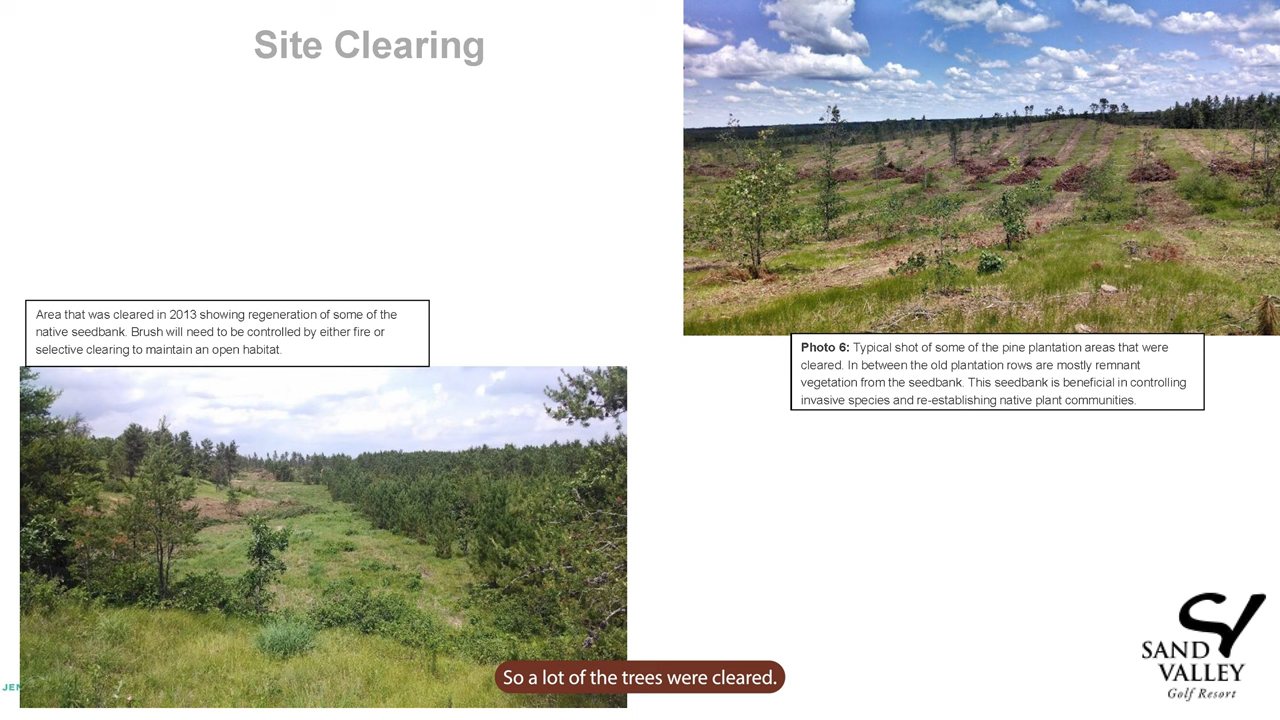 Site Clearing
Area that was cleared in 2013 showing regeneration of some of the
native seedbank. Brush will need to be controlled by either fire or
selective clearing to maintain an open habitat.
Photo 6: Typical shot of some of the pine plantation areas that were
cleared. In between the old plantation rows are mostly remnant
vegetation from the seedbank. This seedbank is beneficial in controlling
invasive species and re-establishing native plant communities.
JEN
So a lot of the trees were cleared.
SV
SAND
VALLEY
Golf Resort